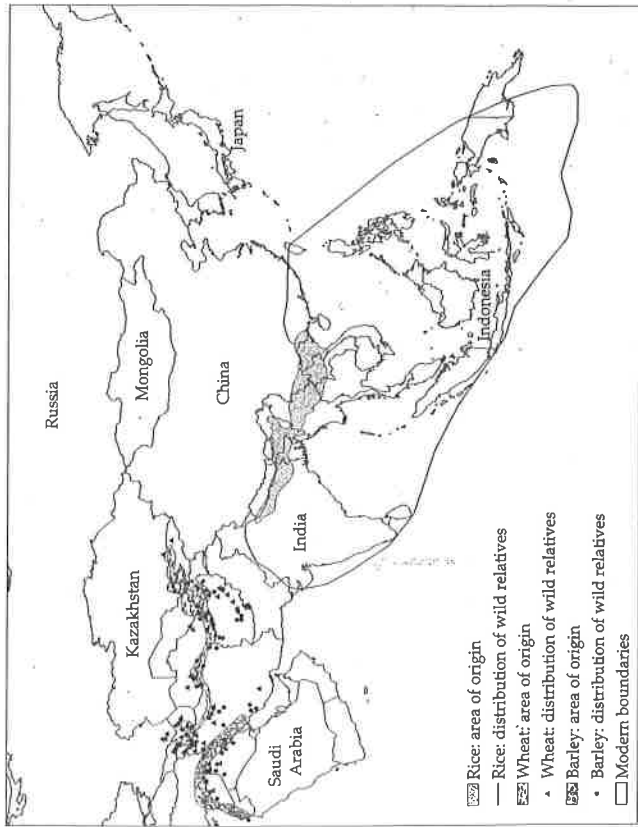 Russia
Mongolia
Kazakhstan
China
Japan
India
Saudi
Arabia
Indonesia
Rice: area of origin
Rice: distribution of wild relatives
Wheat: area of origin
Wheat: distribution of wild relatives
Barley: area of origin
Barley: distribution of wild relatives
Modern boundaries